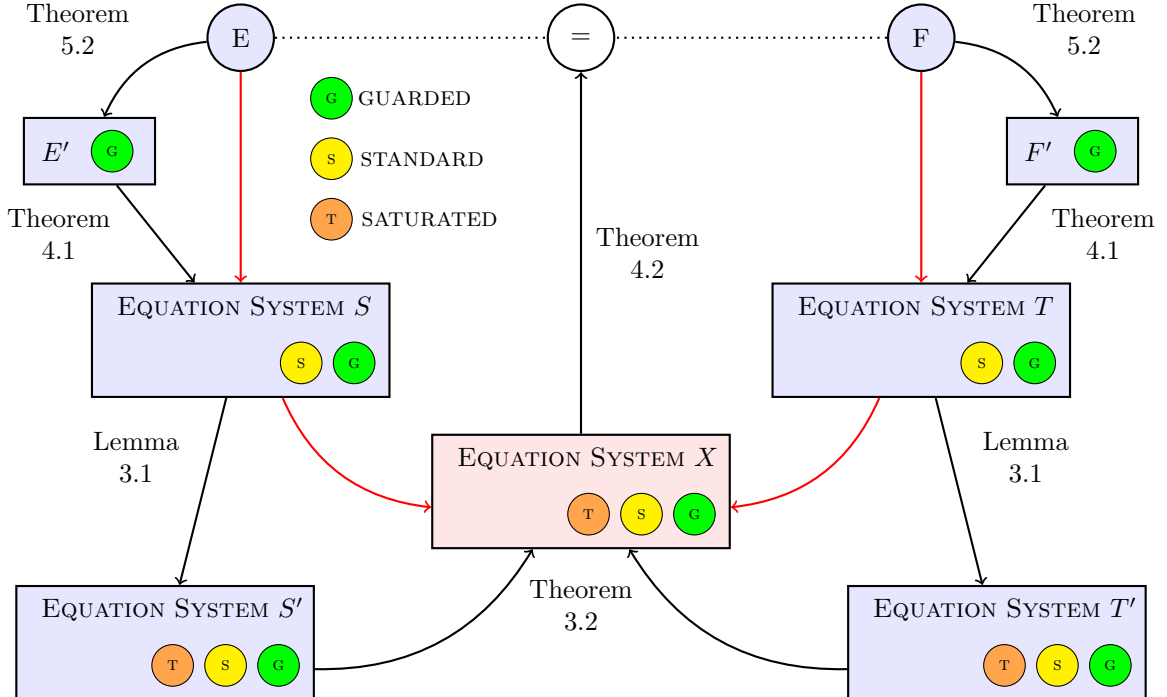 Theorem
5.2
E
=
F
Theorem
5.2
G GUARDED
S STANDARD
T SATURATED
E′ G
F′ G
Theorem
4.1
Theorem
4.2
Theorem
4.1
EQUATION SYSTEM S
S G
EQUATION SYSTEM T
S G
Lemma
3.1
Lemma
3.1
EQUATION SYSTEM X
T S G
Theorem
3.2
EQUATION SYSTEM S′
T S G
EQUATION SYSTEM T′
T S G